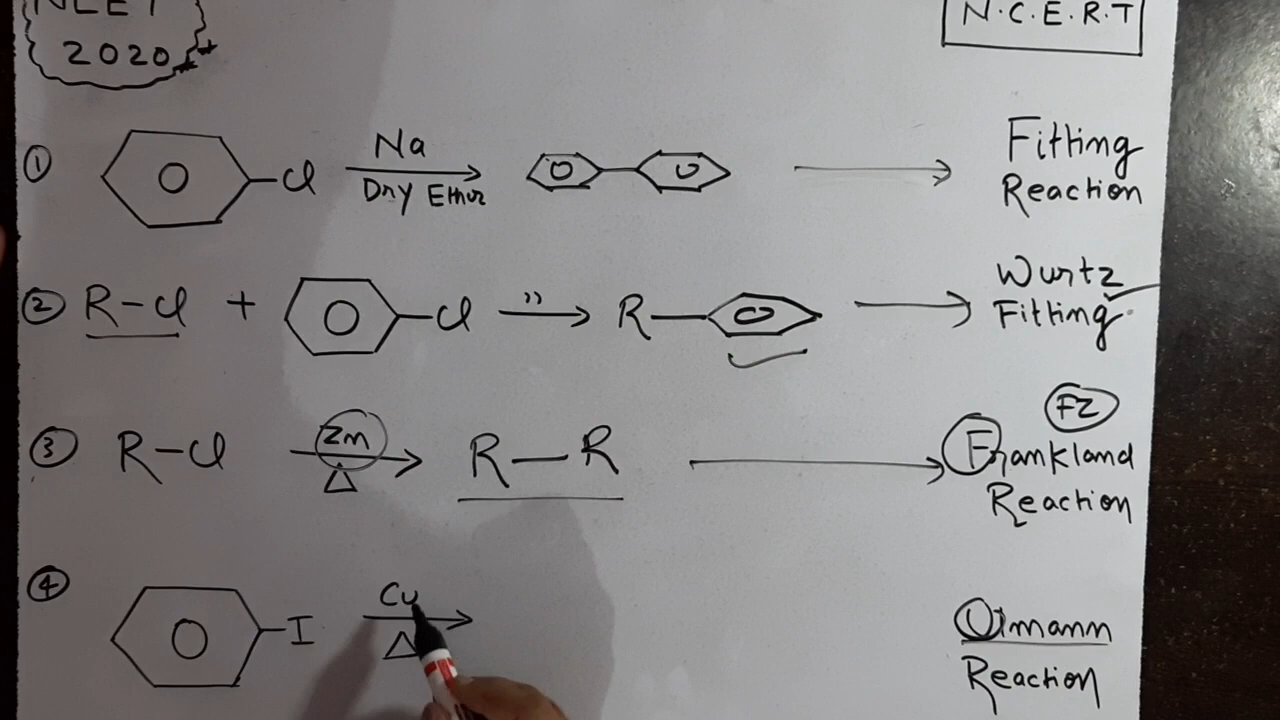 NEET
2020
N.C.E.R.T
① Cl Na Dry Ether Fitting Reaction
② R-Cl + Cl " R Wurtz Fitting
③ R-Cl Zn Δ R-R FZ Frankland Reaction
④ I Cu Δ Ulmann Reaction